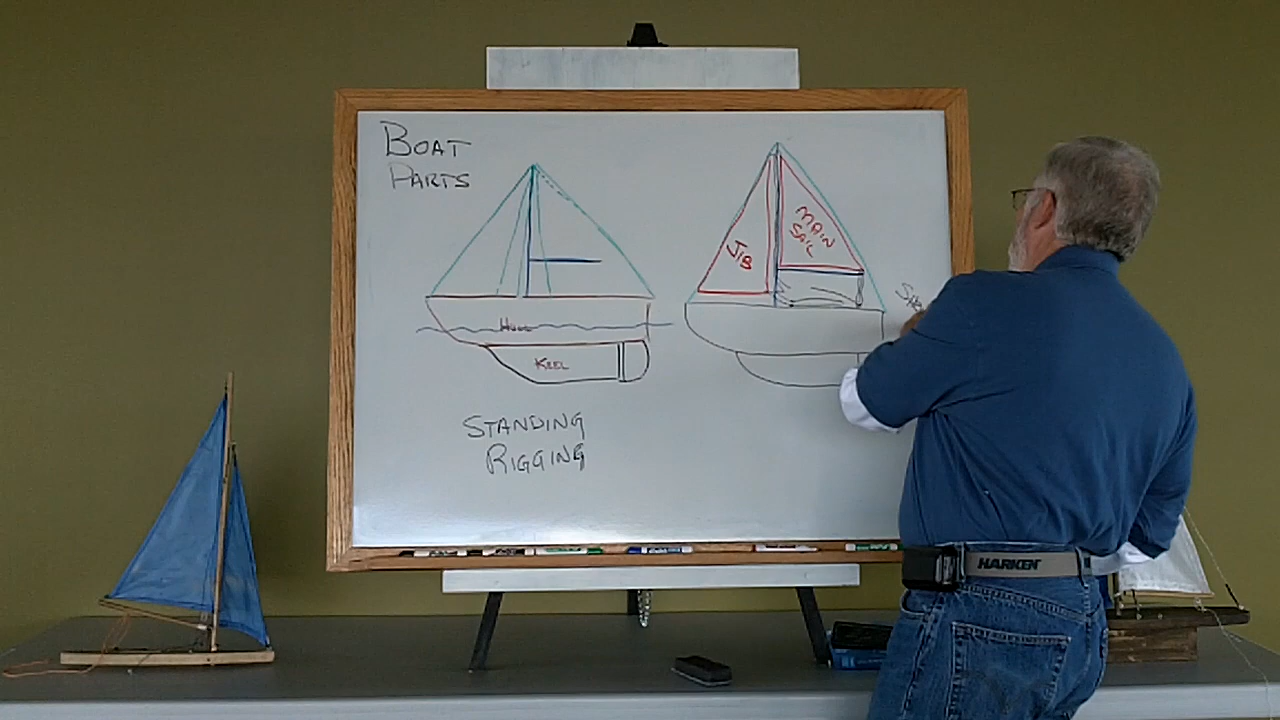 BOAT
PARTS
JIB
MAIN
SAIL
HULL
KEEL
STANDING
RIGGING
HARKEN